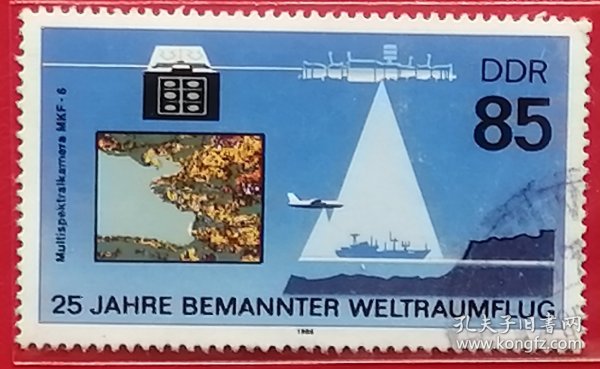 DDR
85
Multispektralkamera MKF-6
25 JAHRE BEMANNTER WELTRAUMFLUG
1986
孔夫子旧书网
www.kongfz.com